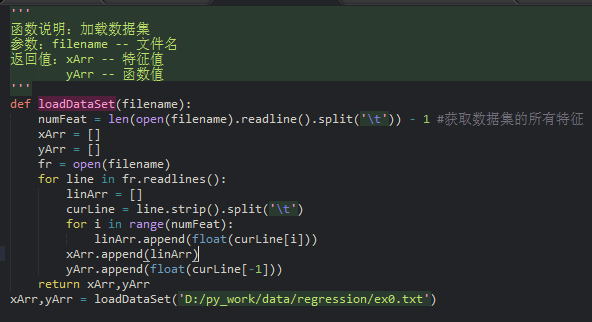 '''
函数说明：加载数据集
参数：filename -- 文件名
返回值：xArr -- 特征值
        yArr -- 函数值
'''
def loadDataSet(filename):
    numFeat = len(open(filename).readline().split('\t')) - 1 #获取数据集的所有特征
    xArr = []
    yArr = []
    fr = open(filename)
    for line in fr.readlines():
        linArr = []
        curLine = line.strip().split('\t')
        for i in range(numFeat):
            linArr.append(float(curLine[i]))
        xArr.append(linArr)
        yArr.append(float(curLine[-1]))
    return xArr,yArr
xArr,yArr = loadDataSet('D:/py_work/data/regression/ex0.txt')